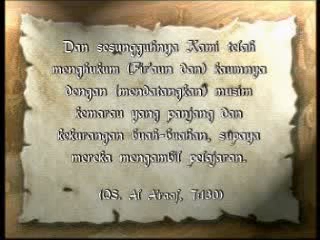 Dan sesungguhnya Kami telah
menghukum (Fir'aun dan) kaumnya
dengan (mendatangkan) musim
kemarau yang panjang dan
kekurangan buah-buahan, supaya
mereka mengambil pelajaran.
(QS. Al A'raaf, 7:130)